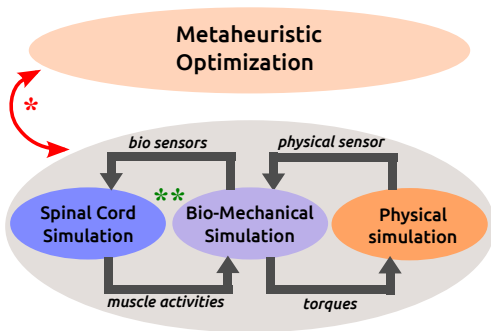 Metaheuristic
Optimization
*
bio sensors
physical sensor
**
Spinal Cord
Simulation
Bio-Mechanical
Simulation
Physical
simulation
muscle activities
torques